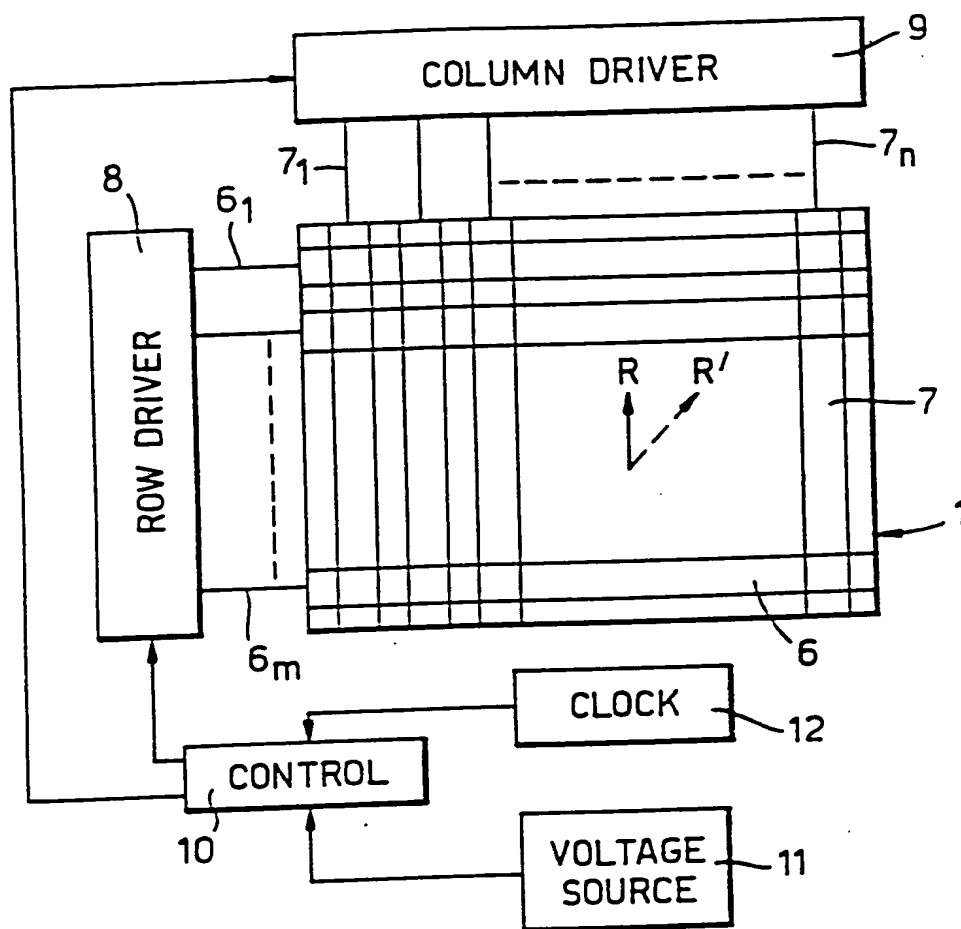 9
COLUMN DRIVER
7₁
7ₙ
8
6₁
ROW DRIVER
R R′
7
1
6
6ₘ
CLOCK
12
CONTROL
10
VOLTAGE
SOURCE
11